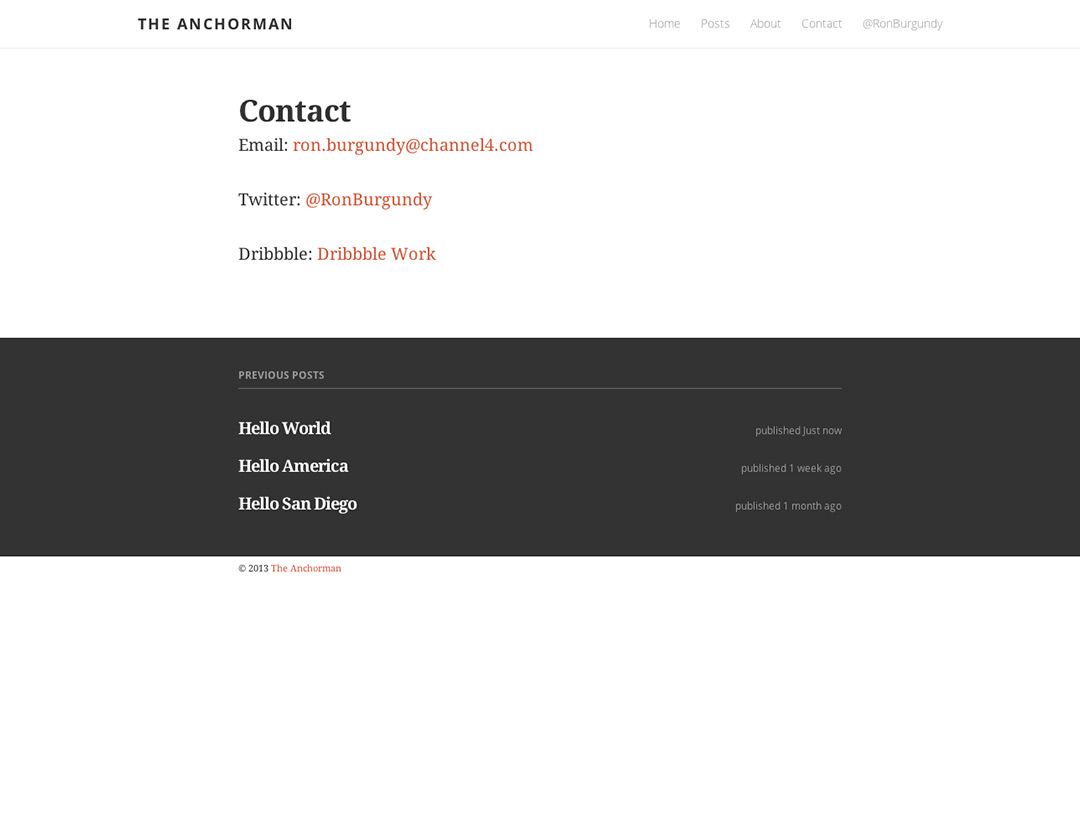 THE ANCHORMAN
Home Posts About Contact @RonBurgundy
Contact
Email: ron.burgundy@channel4.com
Twitter: @RonBurgundy
Dribbble: Dribbble Work
PREVIOUS POSTS
Hello World published Just now
Hello America published 1 week ago
Hello San Diego published 1 month ago
© 2013 The Anchorman